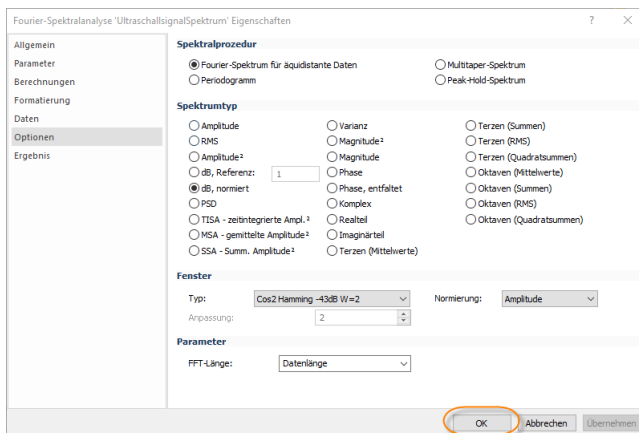 Fourier-Spektralanalyse 'UltraschallsignalSpektrum' Eigenschaften ? ×
Allgemein
Parameter
Berechnungen
Formatierung
Daten
Optionen
Ergebnis
Spektralprozedur
Fourier-Spektrum für äquidistante Daten
Multitaper-Spektrum
Periodogramm
Peak-Hold-Spektrum
Spektrumtyp
Amplitude
RMS
Amplitude²
dB, Referenz: 1
dB, normiert
PSD
TISA - zeitintegrierte Ampl.²
MSA - gemittelte Amplitude²
SSA - Summ. Amplitude²
Varianz
Magnitude²
Magnitude
Phase
Phase, entfaltet
Komplex
Realteil
Imaginärteil
Terzen (Mittelwerte)
Terzen (Summen)
Terzen (RMS)
Terzen (Quadratsummen)
Oktaven (Mittelwerte)
Oktaven (Summen)
Oktaven (RMS)
Oktaven (Quadratsummen)
Fenster
Typ: Cos2 Hamming -43dB W=2
Normierung: Amplitude
Anpassung: 2
Parameter
FFT-Länge: Datenlänge
OK Abbrechen Übernehmen